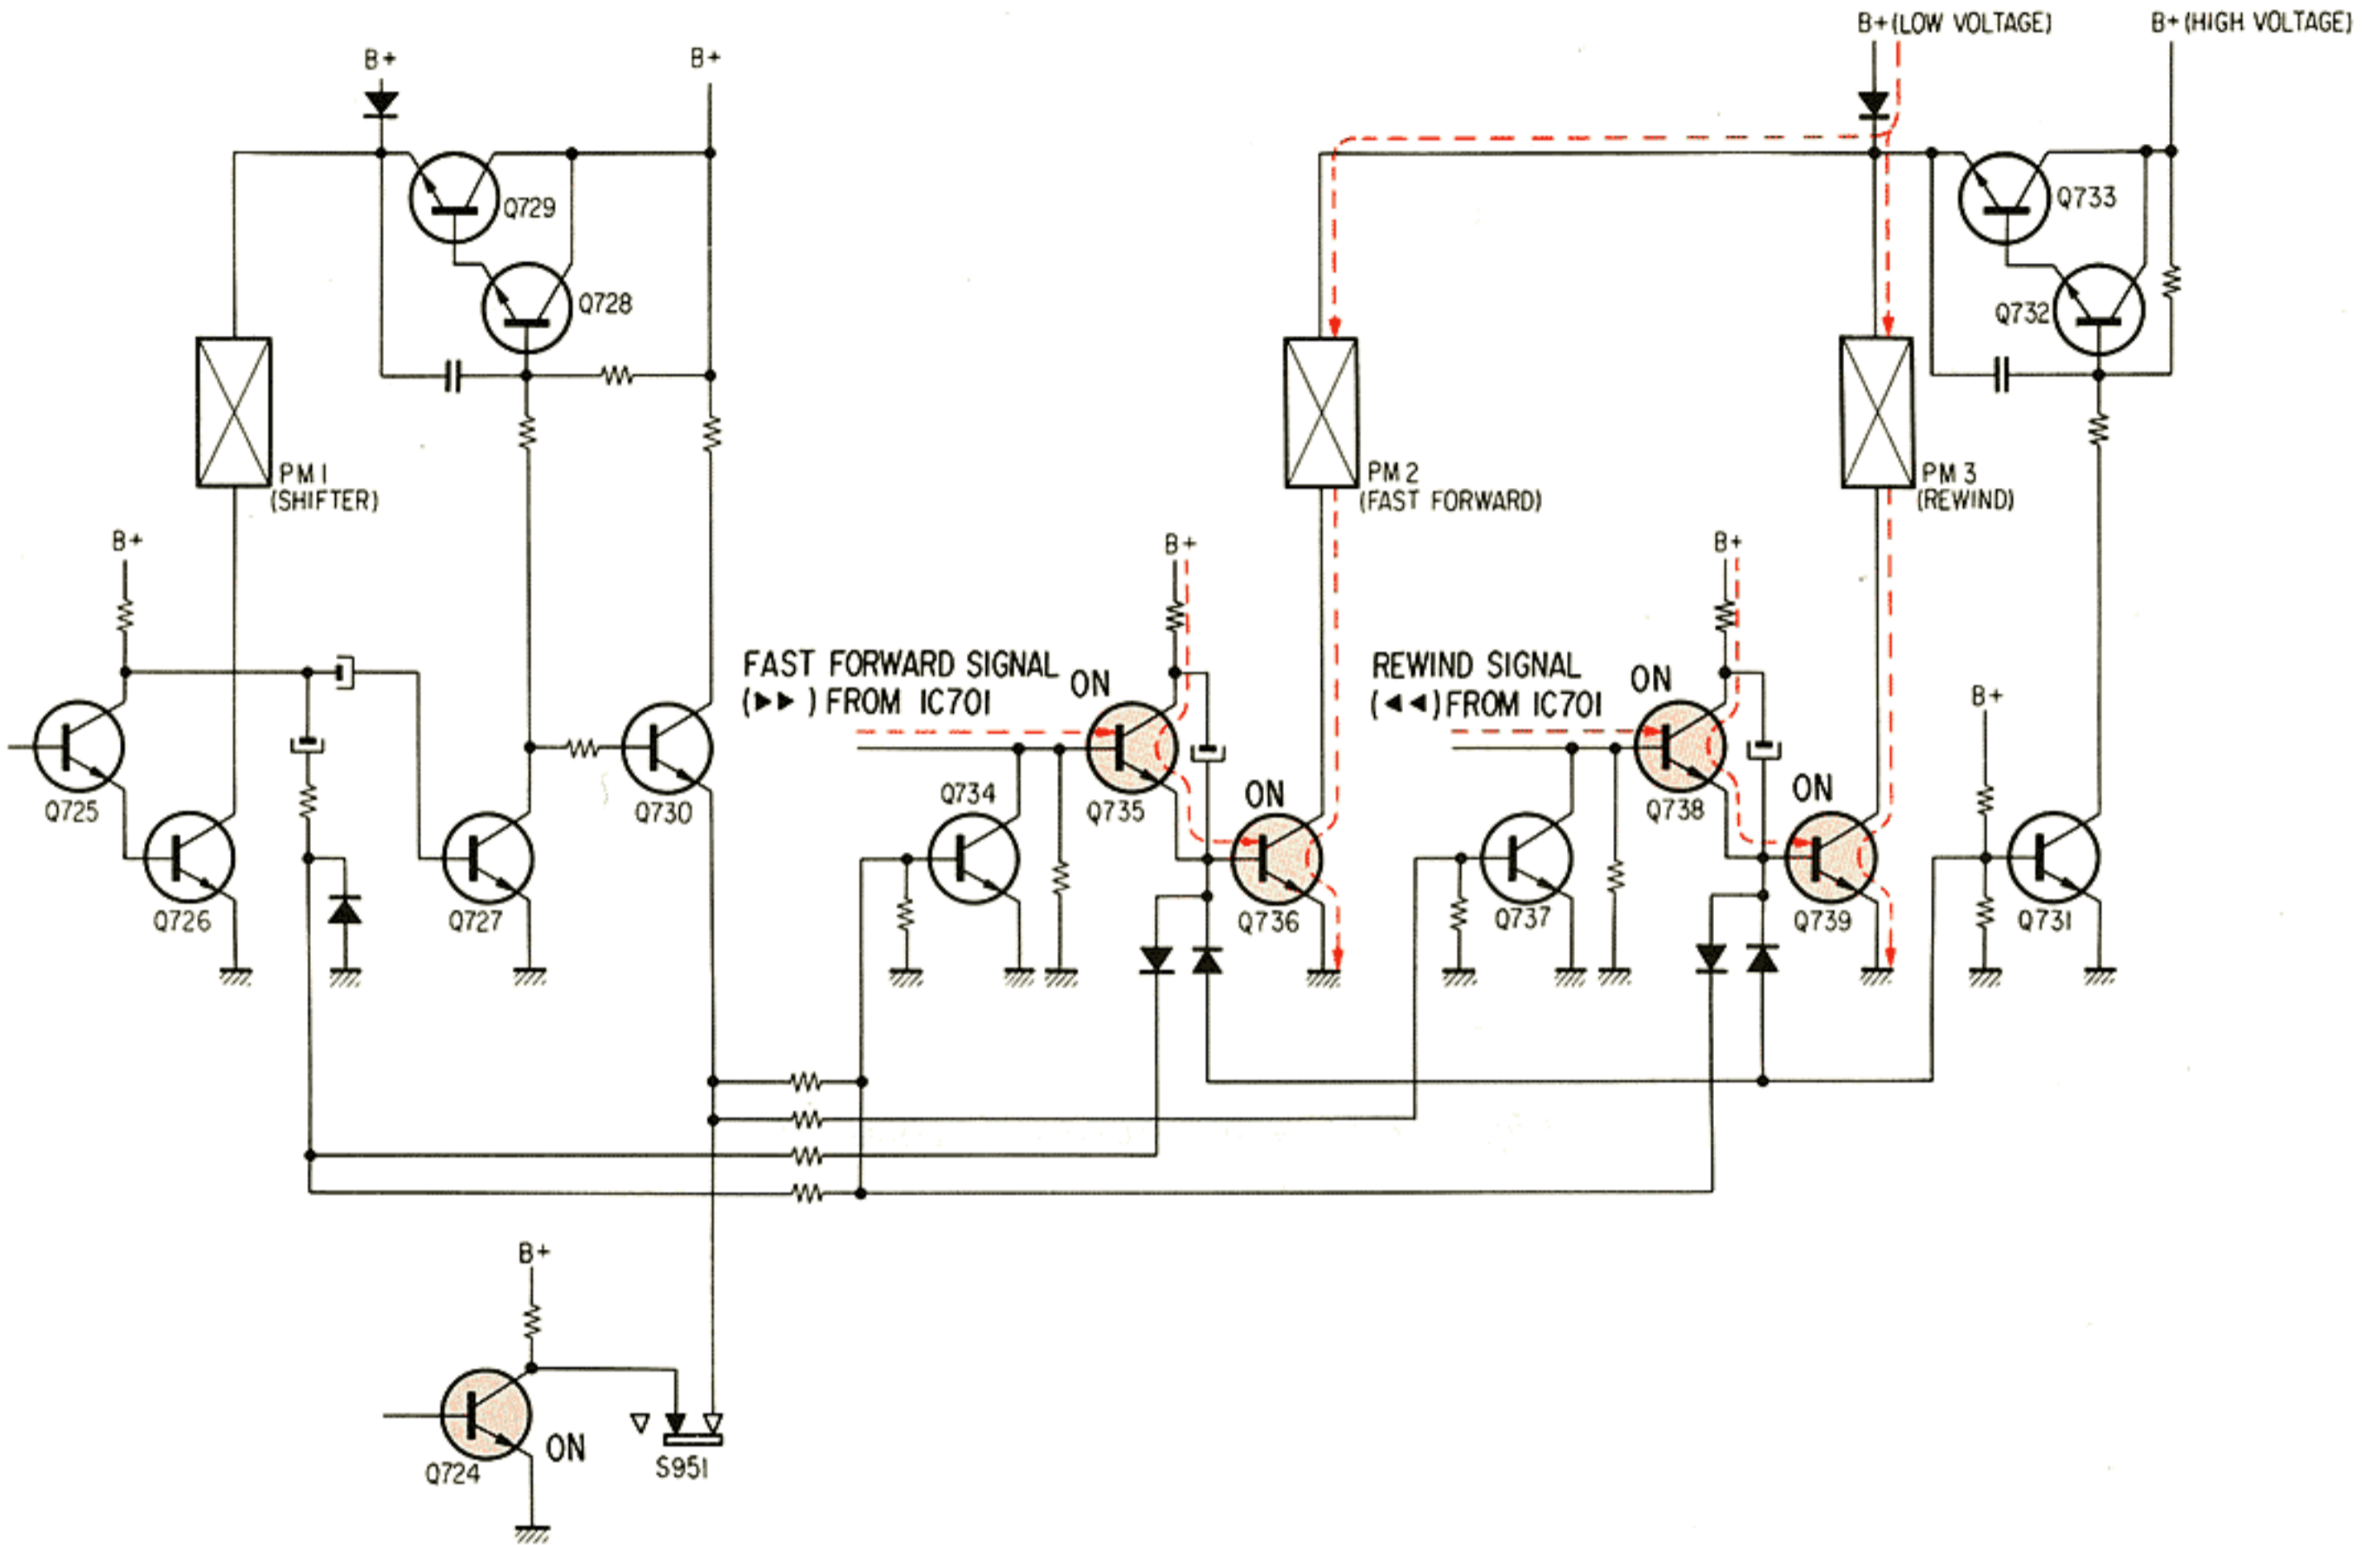 B+(LOW VOLTAGE)
B+(HIGH VOLTAGE)
B+
B+
Q729
Q733
Q728
Q732
PM1
(SHIFTER)
PM2
(FAST FORWARD)
PM3
(REWIND)
B+
B+
B+
FAST FORWARD SIGNAL
(▶▶) FROM IC701
ON
REWIND SIGNAL
(◀◀) FROM IC701
ON
B+
Q725
Q730
Q734
Q735
ON
Q738
ON
Q726
Q727
Q736
Q737
Q739
Q731
B+
Q724
ON
S951